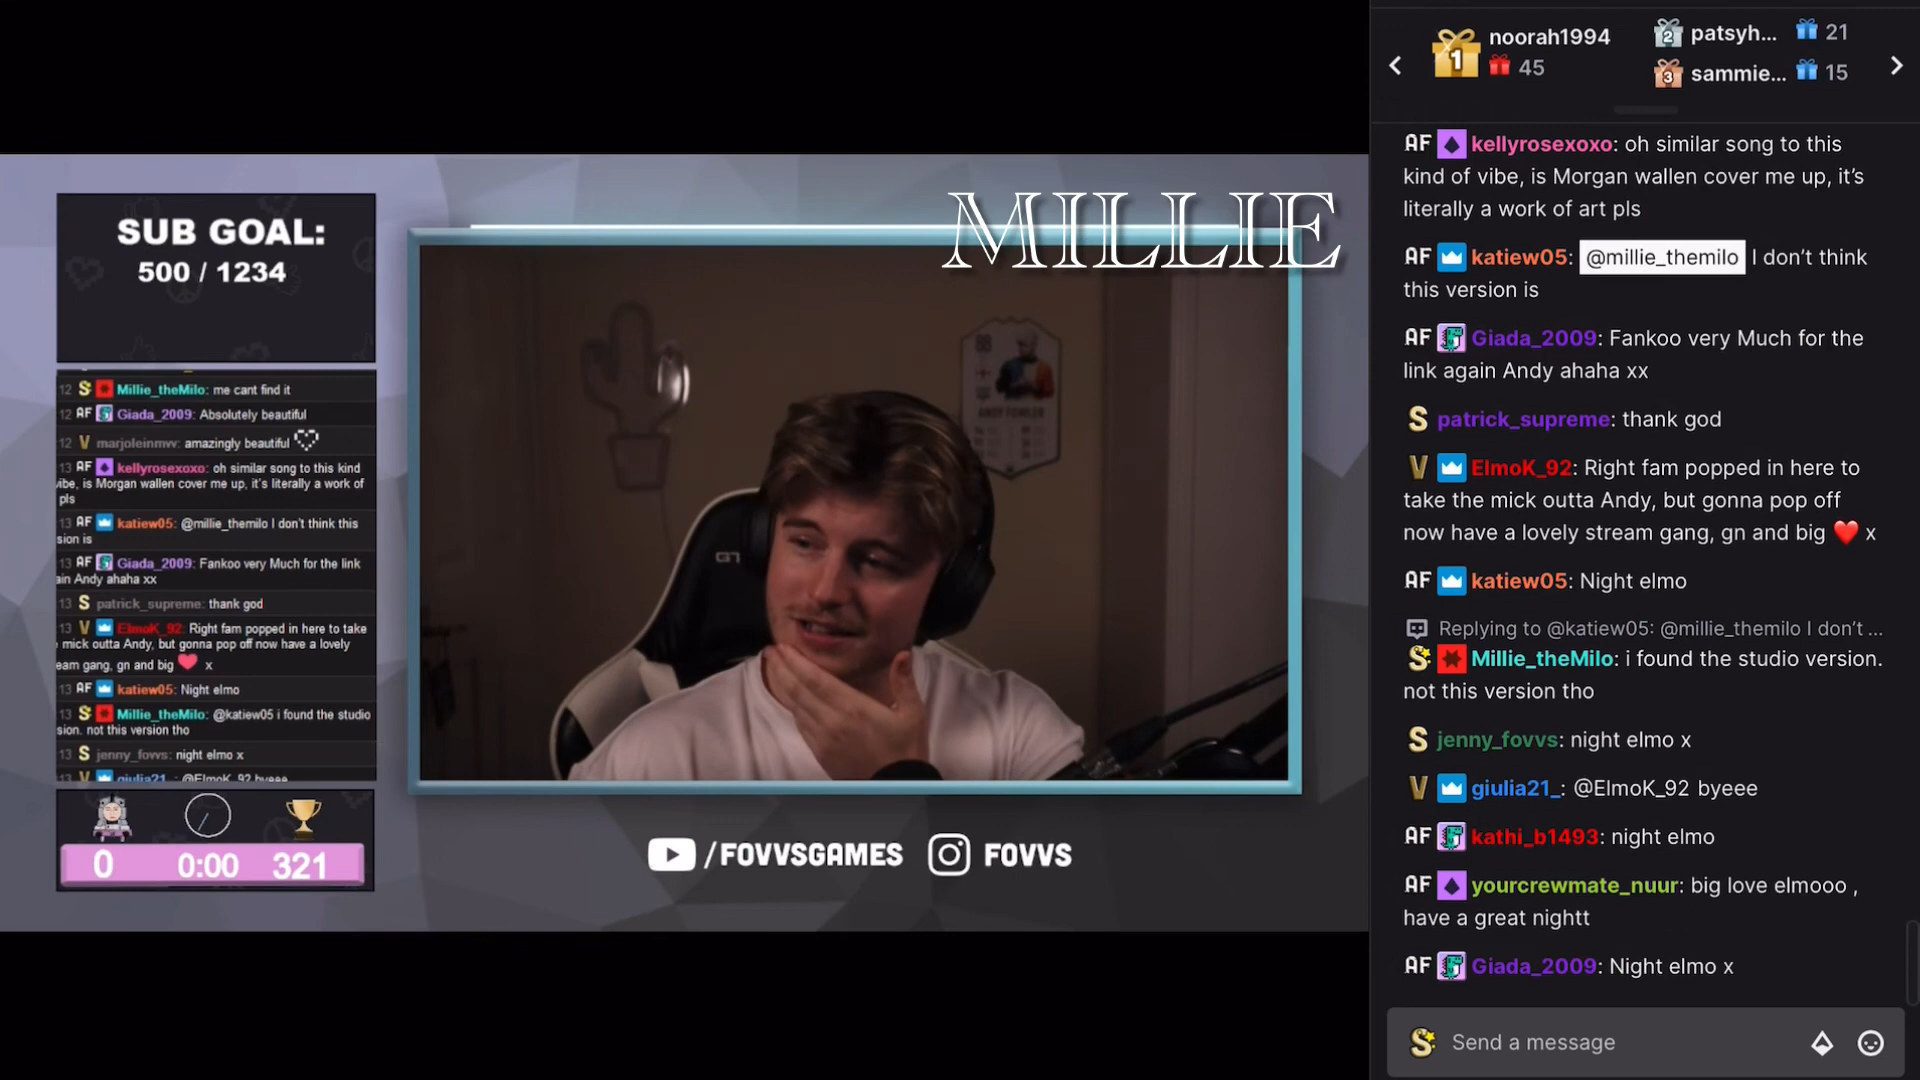 noorah1994
45
2
patsyh...
21
3
sammie...
15
1
MILLIE
SUB GOAL:
500 / 1234
12 S Millie_theMilo: me cant find it
12 AF Giada_2009: Absolutely beautiful
12 V marjoleinmvv: amazingly beautiful
13 AF kellyrosexoxo: oh similar song to this kind
vibe, is Morgan wallen cover me up, it's literally a work of
pls
13 AF katiew05: @millie_themilo I don't think this
sion is
13 AF Giada_2009: Fankoo very Much for the link
ain Andy ahaha xx
13 S patrick_supreme: thank god
13 V ElmoK_92: Right fam popped in here to take
mick outta Andy, but gonna pop off now have a lovely
eam gang, gn and big ❤ x
13 AF katiew05: Night elmo
13 S Millie_theMilo: @katiew05 i found the studio
sion. not this version tho
13 S jenny_fovvs: night elmo x
13 V giulia21_: @ElmoK_92 byeee
0 0:00 321
88
ANDY FOWLER
GT
/FOVVSGAMES FOVVS
AF kellyrosexoxo: oh similar song to this
kind of vibe, is Morgan wallen cover me up, it's
literally a work of art pls
AF katiew05: @millie_themilo I don't think
this version is
AF Giada_2009: Fankoo very Much for the
link again Andy ahaha xx
S patrick_supreme: thank god
V ElmoK_92: Right fam popped in here to
take the mick outta Andy, but gonna pop off
now have a lovely stream gang, gn and big ❤ x
AF katiew05: Night elmo
Replying to @katiew05: @millie_themilo I don't ...
S Millie_theMilo: i found the studio version.
not this version tho
S jenny_fovvs: night elmo x
V giulia21_: @ElmoK_92 byeee
AF kathi_b1493: night elmo
AF yourcrewmate_nuur: big love elmooo ,
have a great nightt
AF Giada_2009: Night elmo x
S Send a message